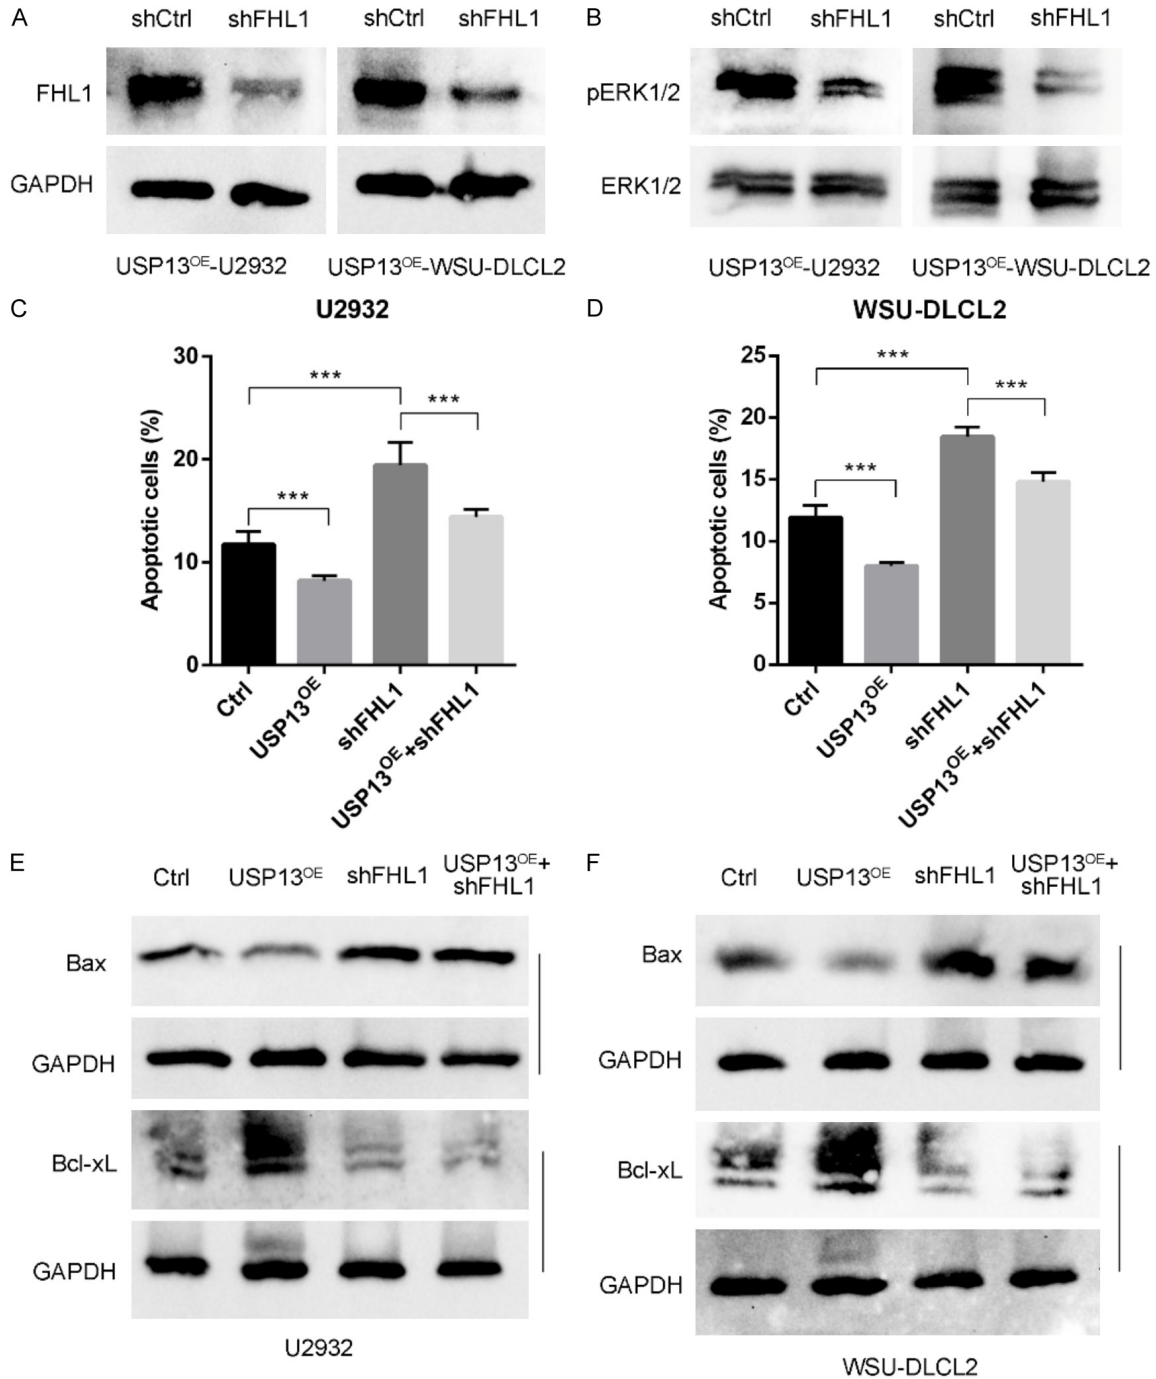 A
shCtrl shFHL1 shCtrl shFHL1
FHL1
GAPDH
USP13OE-U2932 USP13OE-WSU-DLCL2
B
shCtrl shFHL1 shCtrl shFHL1
pERK1/2
ERK1/2
USP13OE-U2932 USP13OE-WSU-DLCL2
C
U2932
Apoptotic cells (%)
30
20
10
0
***
***
***
Ctrl
USP13OE
shFHL1
USP13OE+shFHL1
D
WSU-DLCL2
Apoptotic cells (%)
25
20
15
10
5
0
***
***
***
Ctrl
USP13OE
shFHL1
USP13OE+shFHL1
E
Ctrl USP13OE shFHL1 USP13OE+
shFHL1
Bax
GAPDH
Bcl-xL
GAPDH
U2932
F
Ctrl USP13OE shFHL1 USP13OE+
shFHL1
Bax
GAPDH
Bcl-xL
GAPDH
WSU-DLCL2